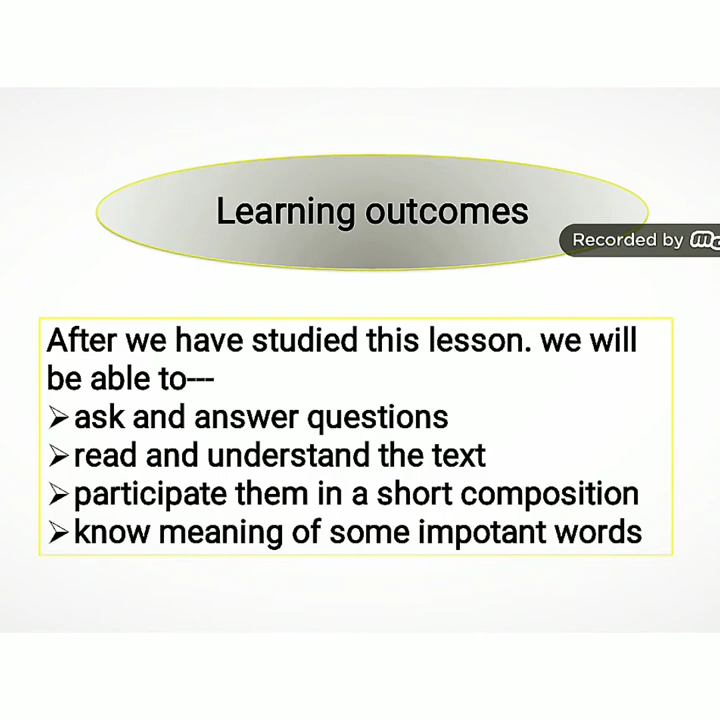 Learning outcomes
Recorded by
After we have studied this lesson. we will
be able to---
➢ask and answer questions
➢read and understand the text
➢participate them in a short composition
➢know meaning of some impotant words